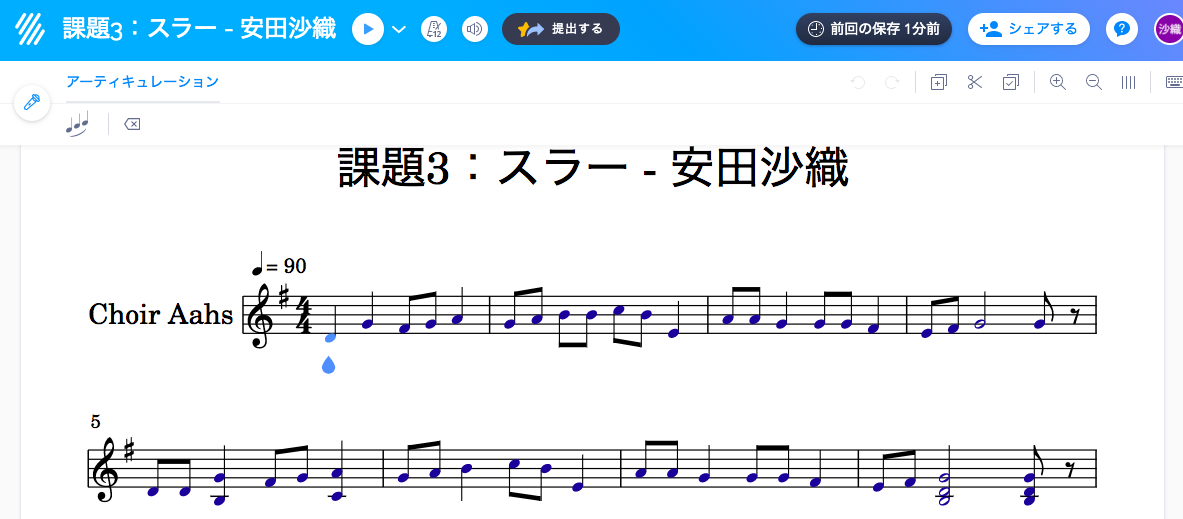 課題3：スラー - 安田沙織
提出する
前回の保存 1分前
シェアする
?
沙織
アーティキュレーション
課題3：スラー - 安田沙織
= 90
Choir Aahs
4
4
5